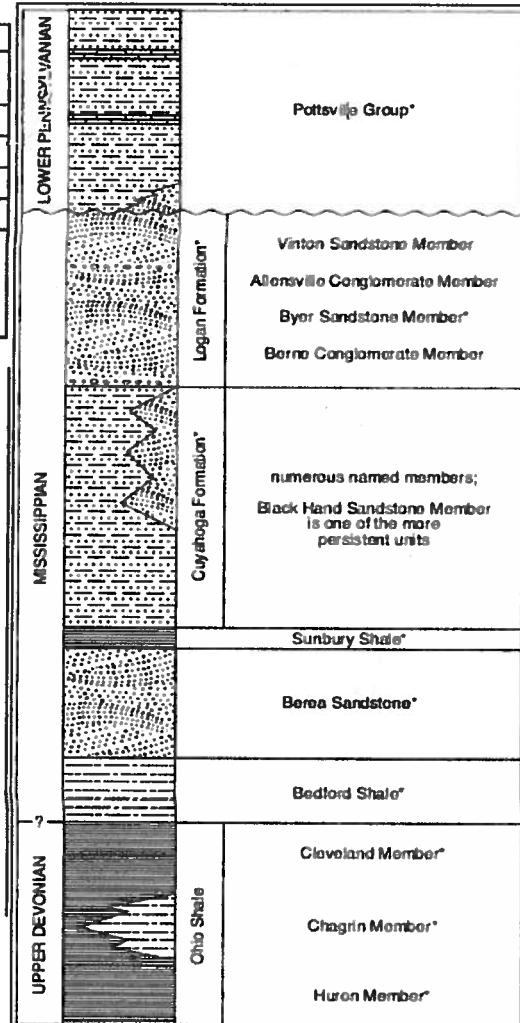 LOWER PENNSYLVANIAN
Pottsville Group*
MISSISSIPPIAN
Logan Formation*
Vinton Sandstone Member
Allensville Conglomerate Member
Byer Sandstone Member*
Berne Conglomerate Member
Cuyahoga Formation*
numerous named members;
Black Hand Sandstone Member
is one of the more
persistent units
Sunbury Shale*
Berea Sandstone*
Bedford Shale*
?
UPPER DEVONIAN
Ohio Shale
Cleveland Member*
Chagrin Member*
Huron Member*